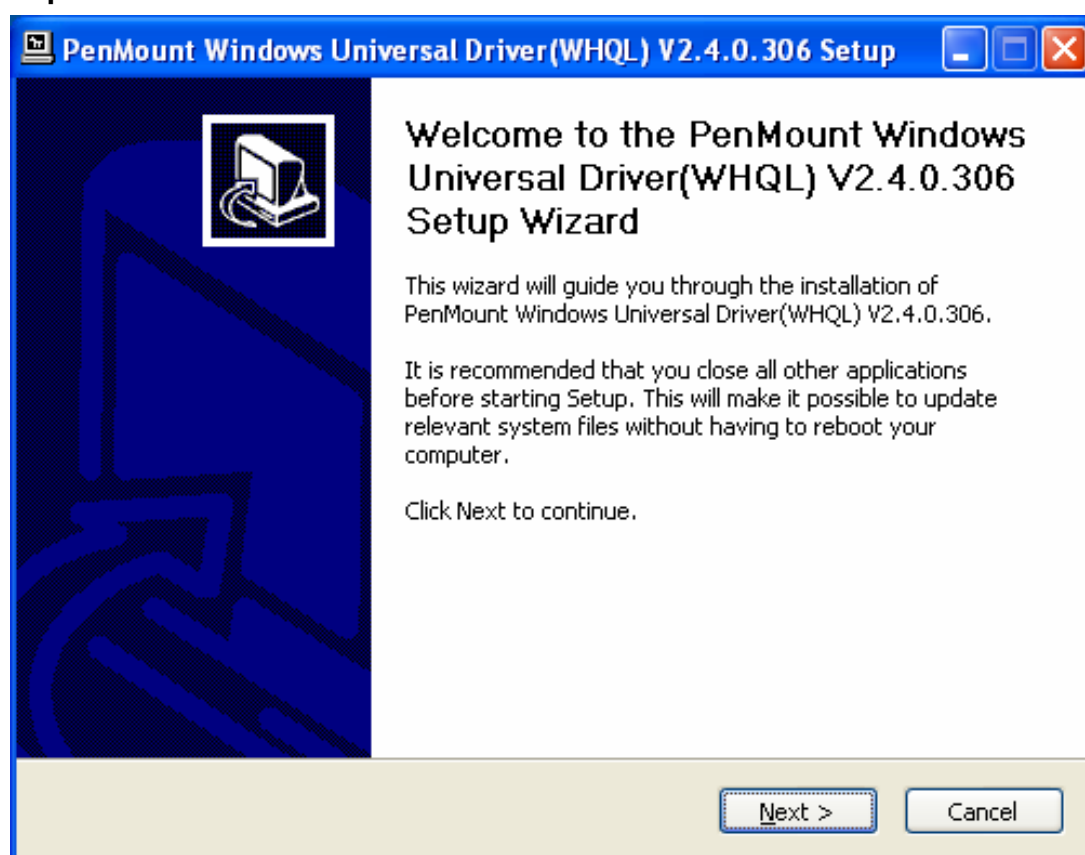 PenMount Windows Universal Driver(WHQL) V2.4.0.306 Setup
Welcome to the PenMount Windows
Universal Driver(WHQL) V2.4.0.306
Setup Wizard
This wizard will guide you through the installation of
PenMount Windows Universal Driver(WHQL) V2.4.0.306.
It is recommended that you close all other applications
before starting Setup. This will make it possible to update
relevant system files without having to reboot your
computer.
Click Next to continue.
Next >
Cancel